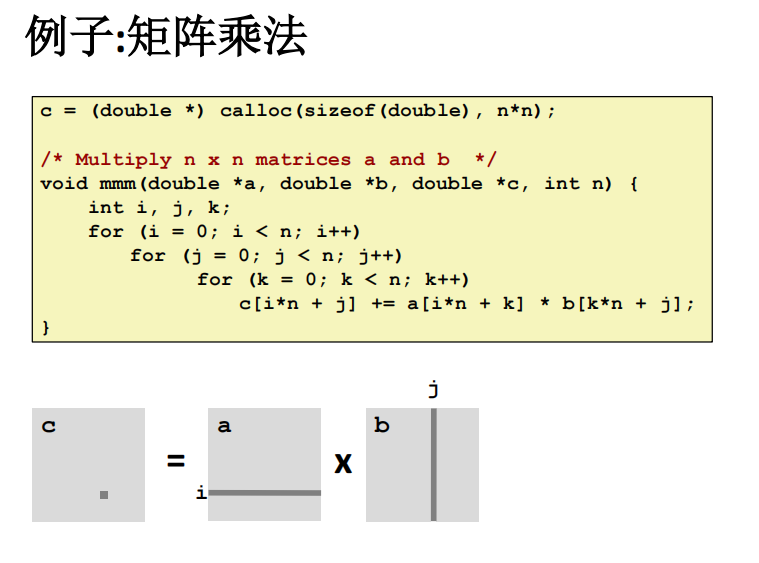 例子:矩阵乘法
c = (double *) calloc(sizeof(double), n*n);
/* Multiply n x n matrices a and b  */
void mmm(double *a, double *b, double *c, int n) {
    int i, j, k;
    for (i = 0; i < n; i++)
        for (j = 0; j < n; j++)
            for (k = 0; k < n; k++)
                c[i*n + j] += a[i*n + k] * b[k*n + j];
}
j
c = a x b
i